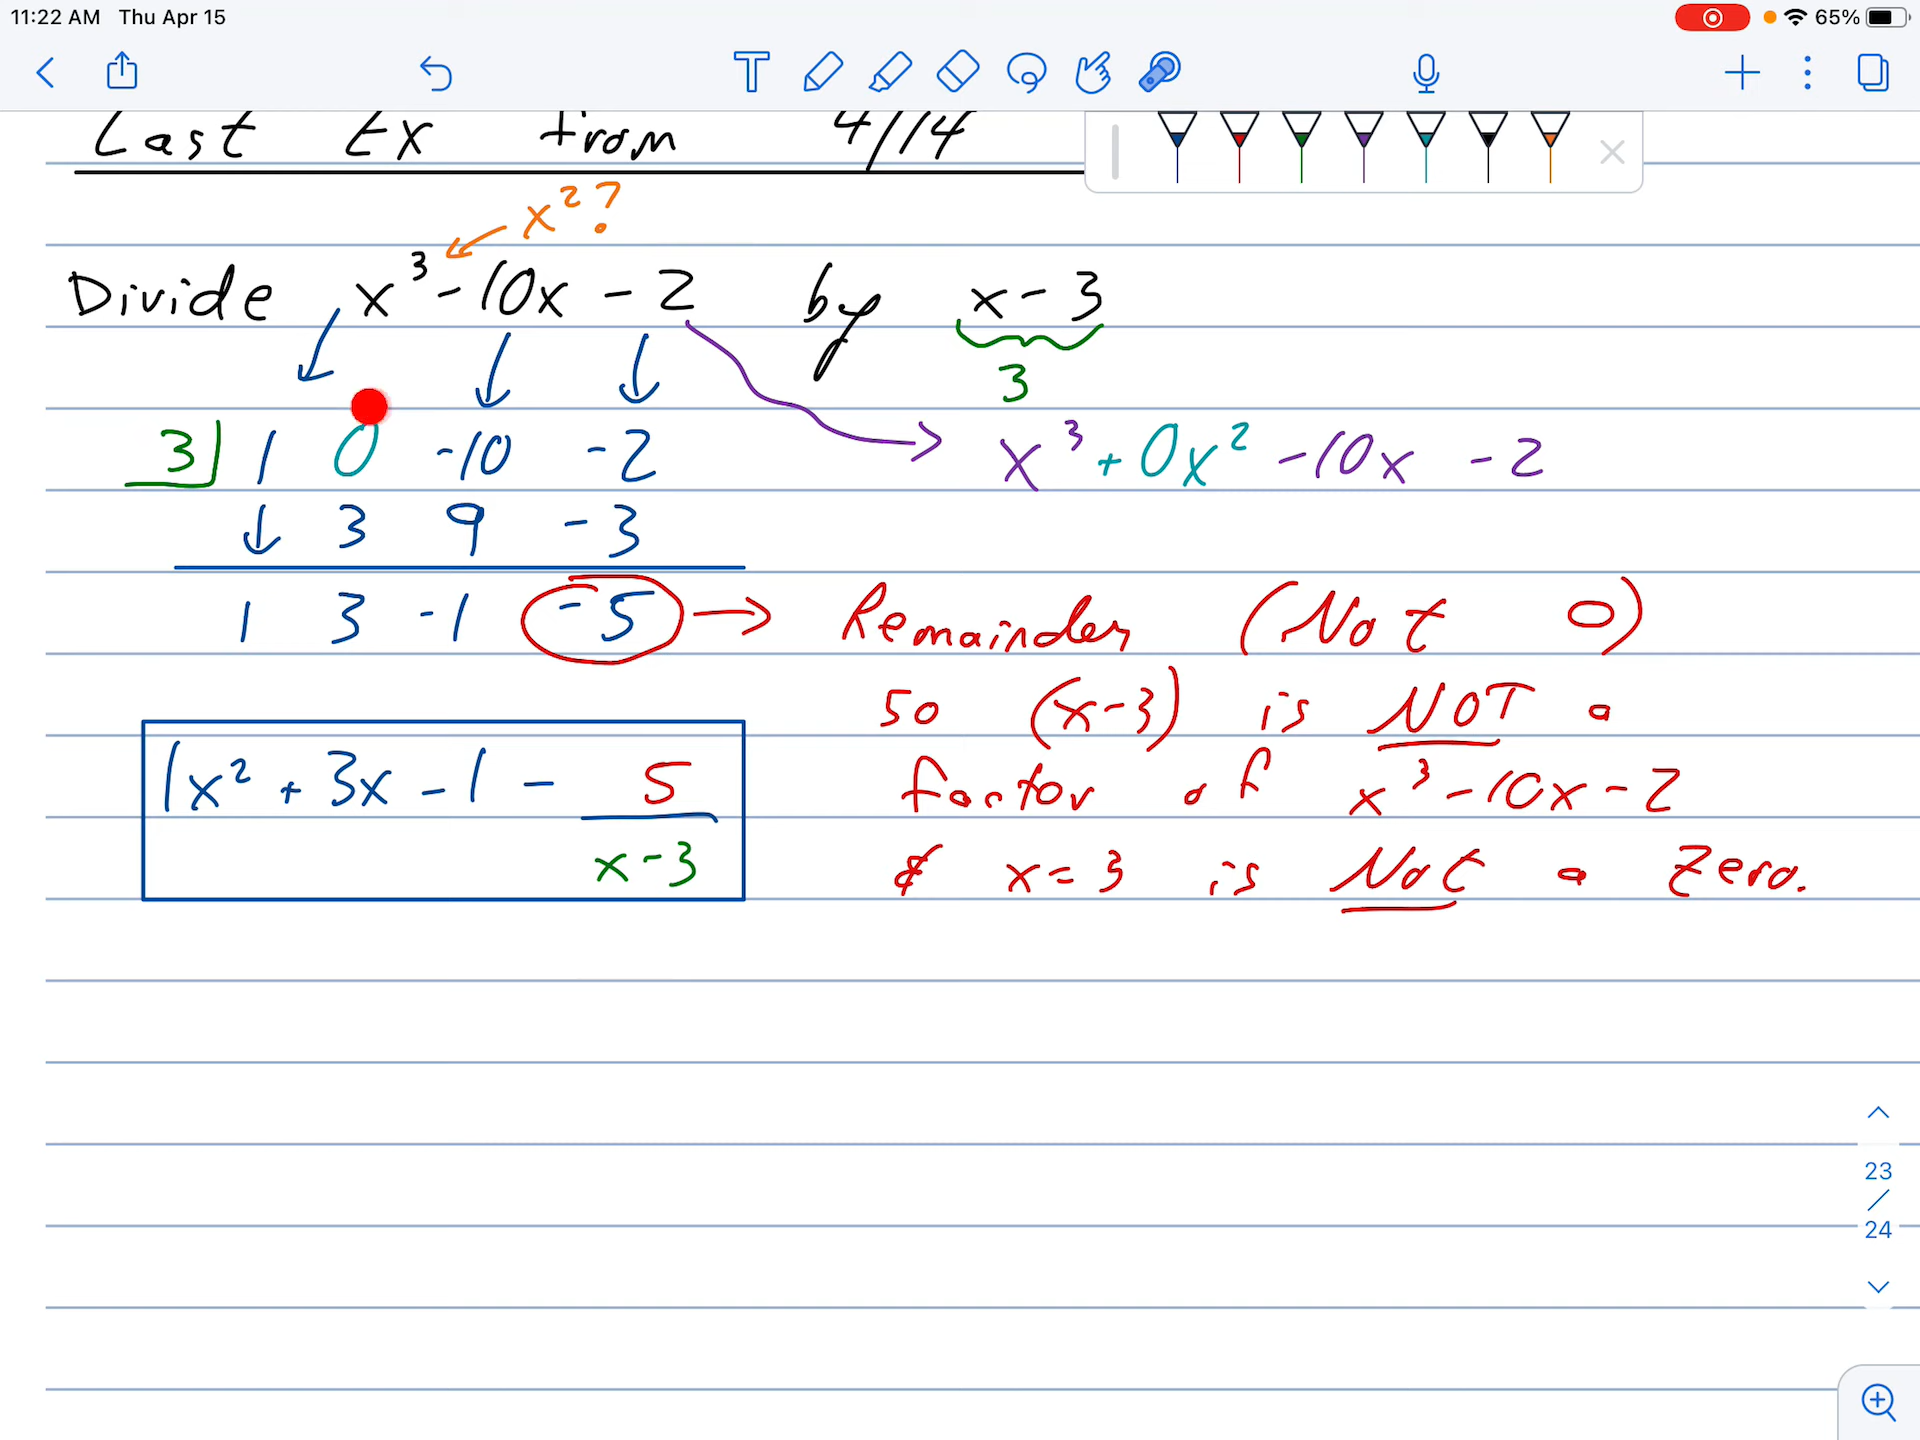 11:22 AM Thu Apr 15
65%
Last Ex from 4/14
x²?
Divide x³ - 10x - 2 by x - 3
3
3| 1 0 -10 -2
x³ + 0x² - 10x - 2
↓ 3 9 -3
1 3 -1 -5 → Remainder (Not 0)
so (x-3) is NOT a
1x² + 3x - 1 - 5
factor of x³ - 10x - 2
x - 3
& x = 3 is Not a zero.
23
/
24